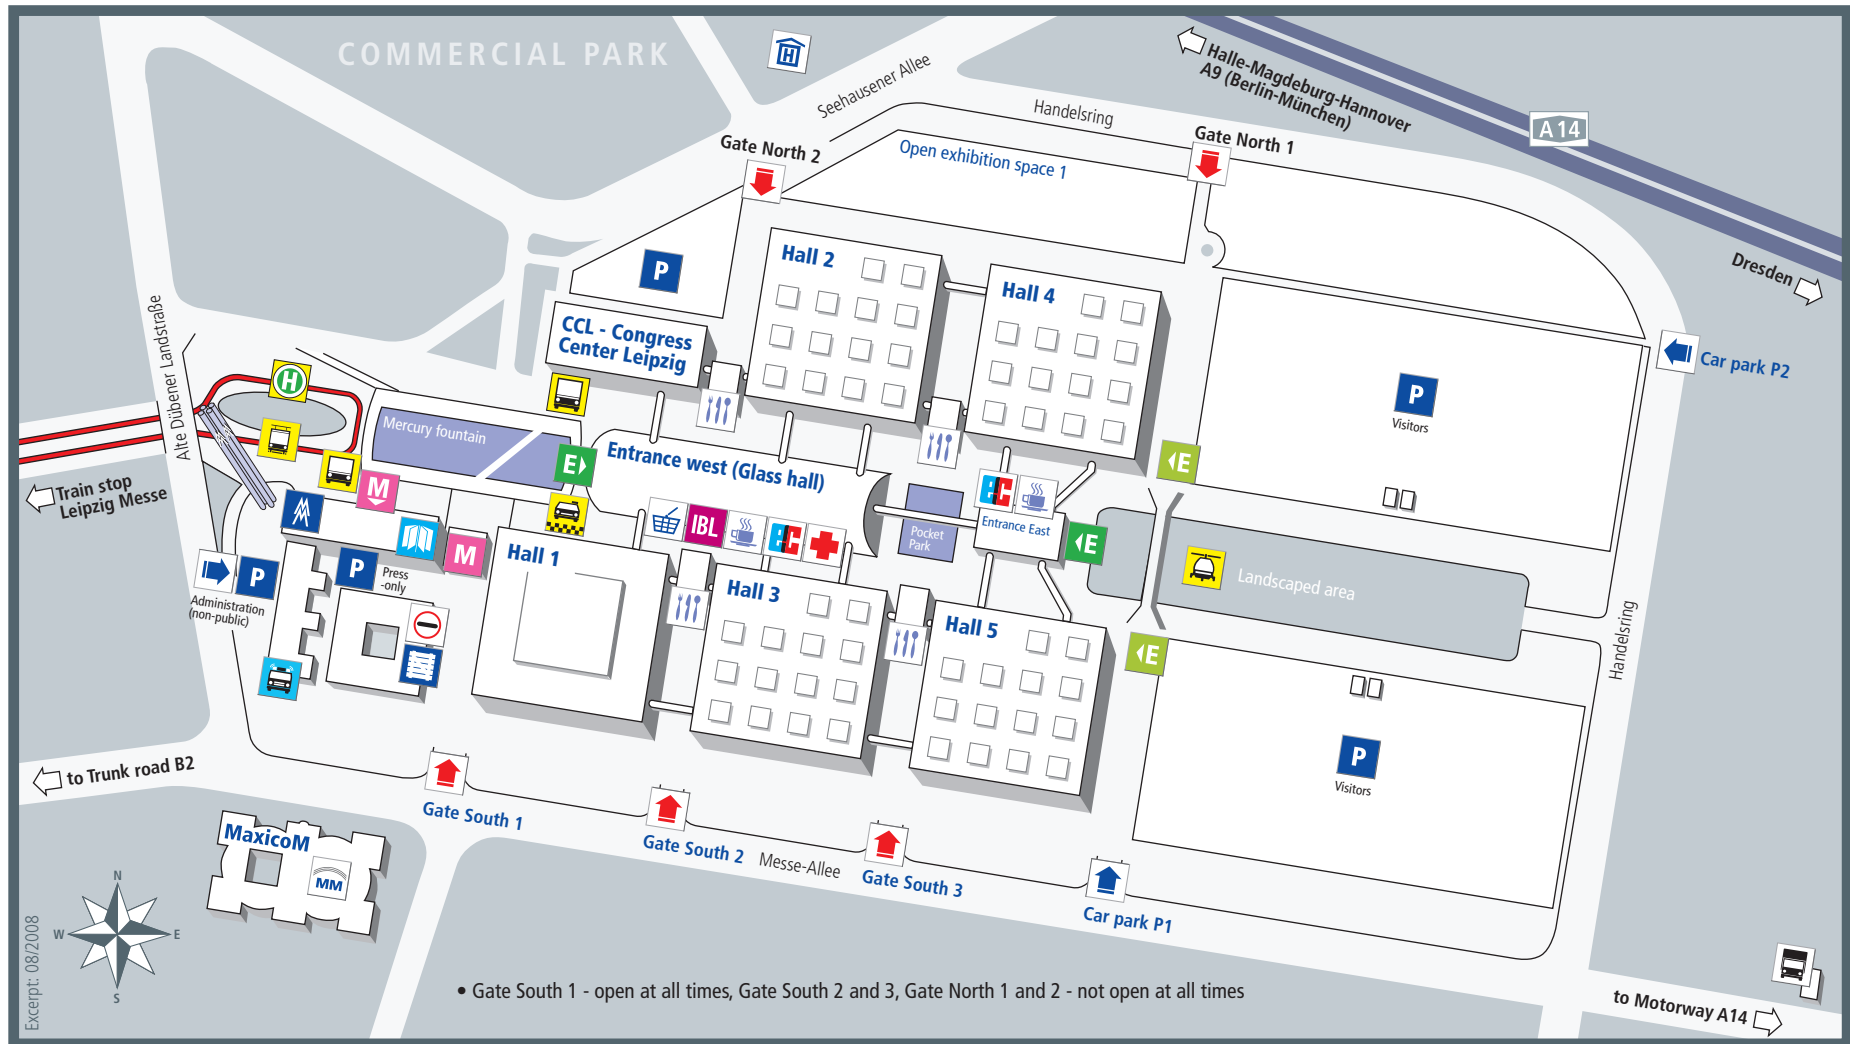 COMMERCIAL PARK
H
Seehausener Allee
Handelsring
Halle-Magdeburg-Hannover
A9 (Berlin-München)
A14
Gate North 2
Gate North 1
Open exhibition space 1
Dresden
Car park P2
P
Hall 2
Hall 4
CCL - Congress
Center Leipzig
P
Visitors
Alte Dübener Landstraße
H
Mercury fountain
E
Entrance west (Glass hall)
E
Train stop
Leipzig Messe
M
M
IBL
EC
EC
Entrance East
E
Pocket
Park
Landscaped area
Hall 1
P
Press
-only
P
Administration
(non-public)
Hall 3
Hall 5
E
Handelsring
P
Visitors
to Trunk road B2
Gate South 1
Gate South 2
Messe-Allee
Gate South 3
Car park P1
MaxicoM
MM
N
W
E
S
Excerpt: 08/2008
• Gate South 1 - open at all times, Gate South 2 and 3, Gate North 1 and 2 - not open at all times
to Motorway A14